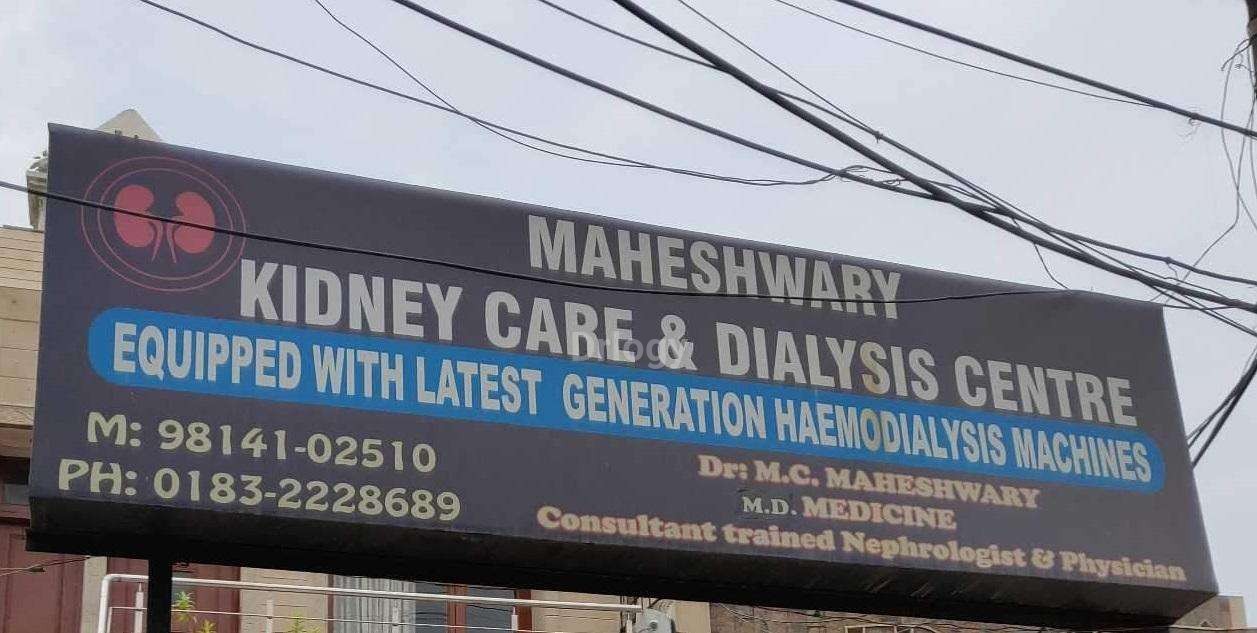 MAHESHWARY
KIDNEY CARE & DIALYSIS CENTRE
EQUIPPED WITH LATEST GENERATION HAEMODIALYSIS MACHINES
M: 98141-02510
PH: 0183-2228689
Dr: M.C. MAHESHWARY
M.D. MEDICINE
Consultant trained Nephrologist & Physician
Drlogy